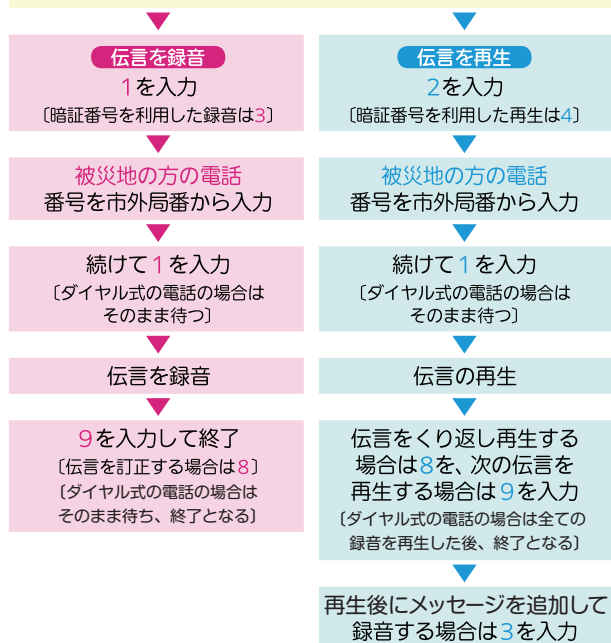 伝言を録音
1を入力
〔暗証番号を利用した録音は3〕
被災地の方の電話
番号を市外局番から入力
続けて1を入力
〔ダイヤル式の電話の場合は
そのまま待つ〕
伝言を録音
9を入力して終了
〔伝言を訂正する場合は8〕
〔ダイヤル式の電話の場合は
そのまま待ち、終了となる〕
伝言を再生
2を入力
〔暗証番号を利用した再生は4〕
被災地の方の電話
番号を市外局番から入力
続けて1を入力
〔ダイヤル式の電話の場合は
そのまま待つ〕
伝言の再生
伝言をくり返し再生する
場合は8を、次の伝言を
再生する場合は9を入力
〔ダイヤル式の電話の場合は全ての
録音を再生した後、終了となる〕
再生後にメッセージを追加して
録音する場合は3を入力